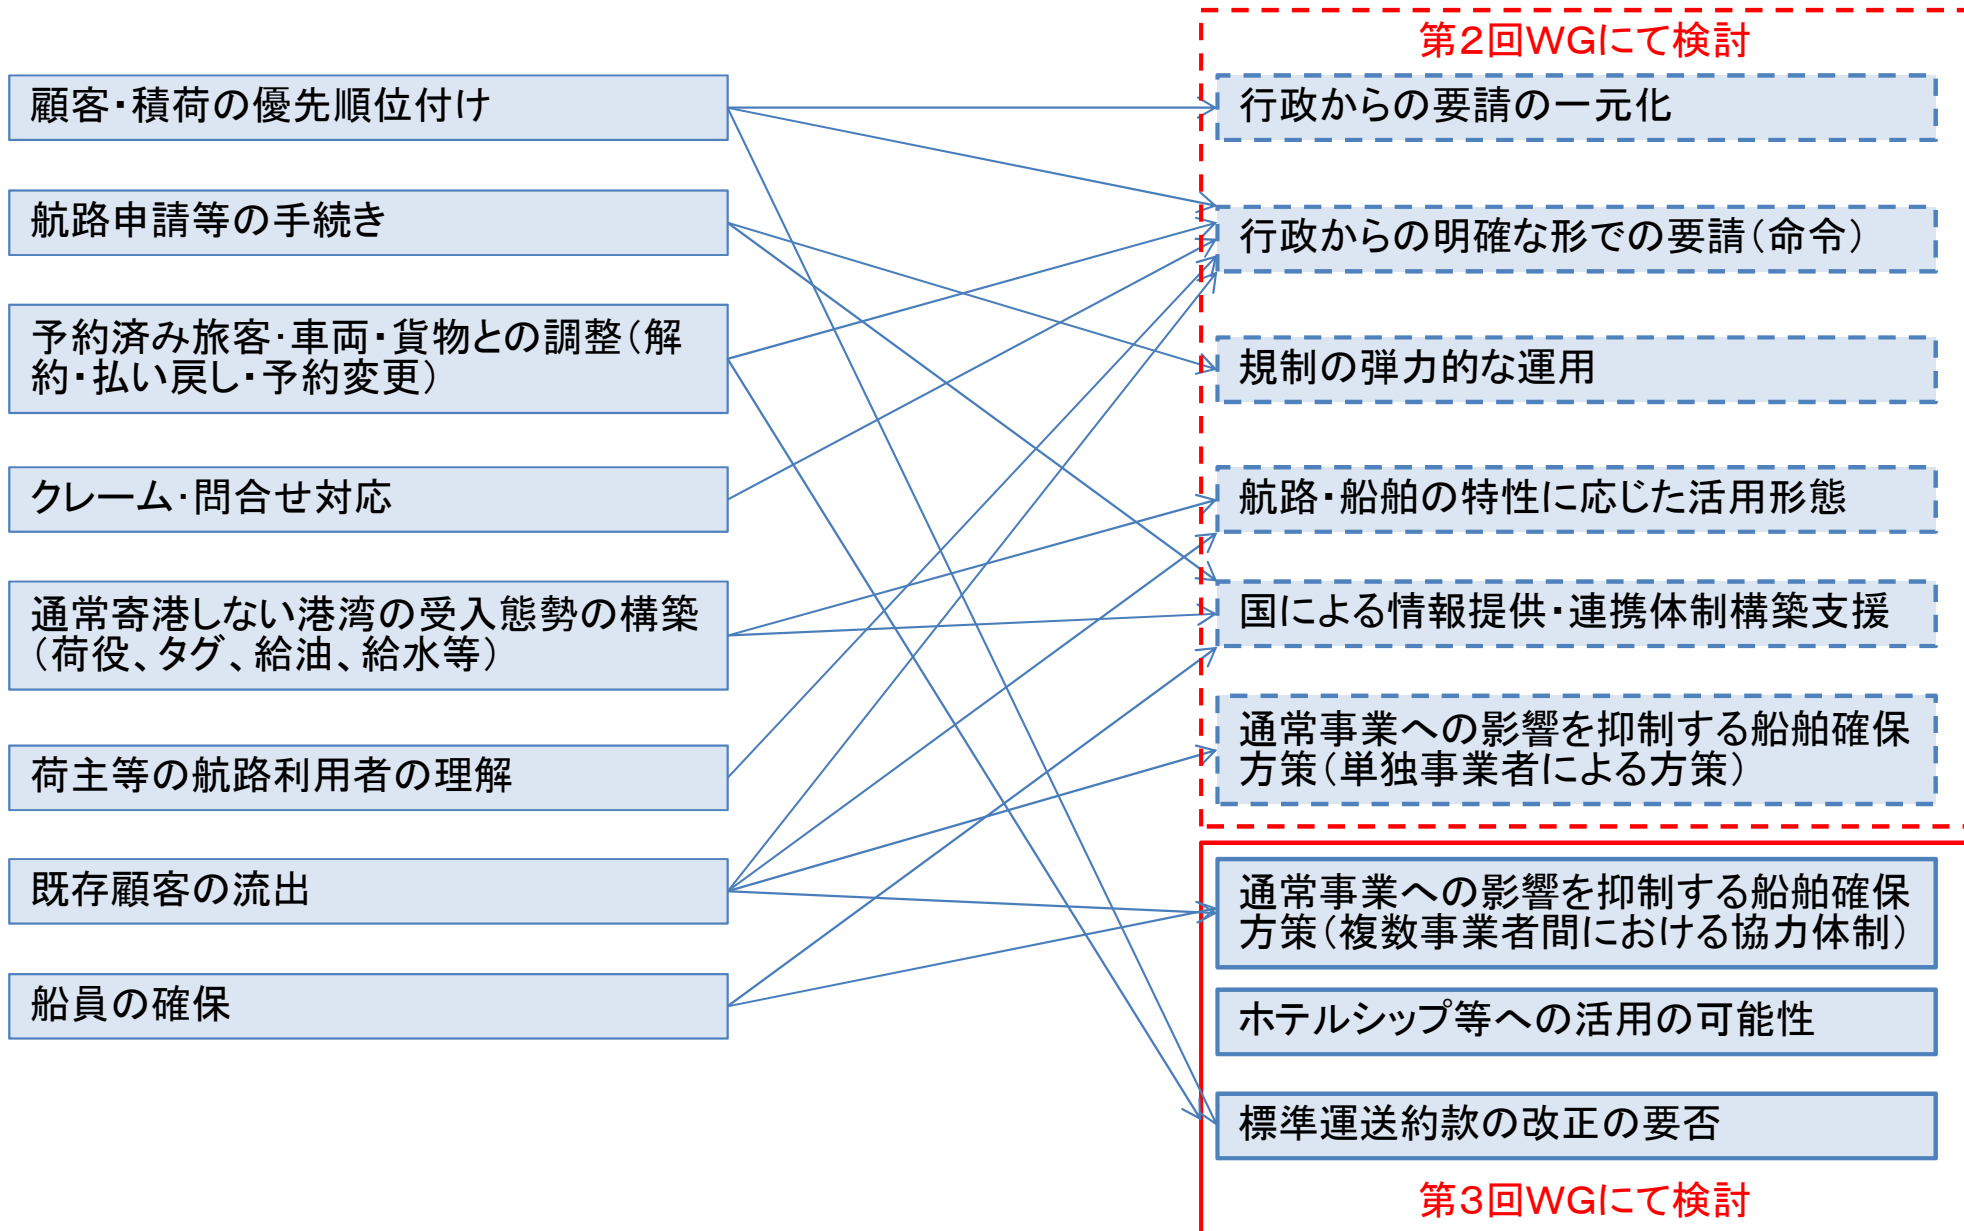 顧客・積荷の優先順位付け
航路申請等の手続き
予約済み旅客・車両・貨物との調整（解
約・払い戻し・予約変更）
クレーム・問合せ対応
通常寄港しない港湾の受入態勢の構築
（荷役、タグ、給油、給水等）
荷主等の航路利用者の理解
既存顧客の流出
船員の確保
第２回ＷＧにて検討
行政からの要請の一元化
行政からの明確な形での要請（命令）
規制の弾力的な運用
航路・船舶の特性に応じた活用形態
国による情報提供・連携体制構築支援
通常事業への影響を抑制する船舶確保
方策（単独事業者による方策）
通常事業への影響を抑制する船舶確保
方策（複数事業者間における協力体制）
ホテルシップ等への活用の可能性
標準運送約款の改正の要否
第３回ＷＧにて検討